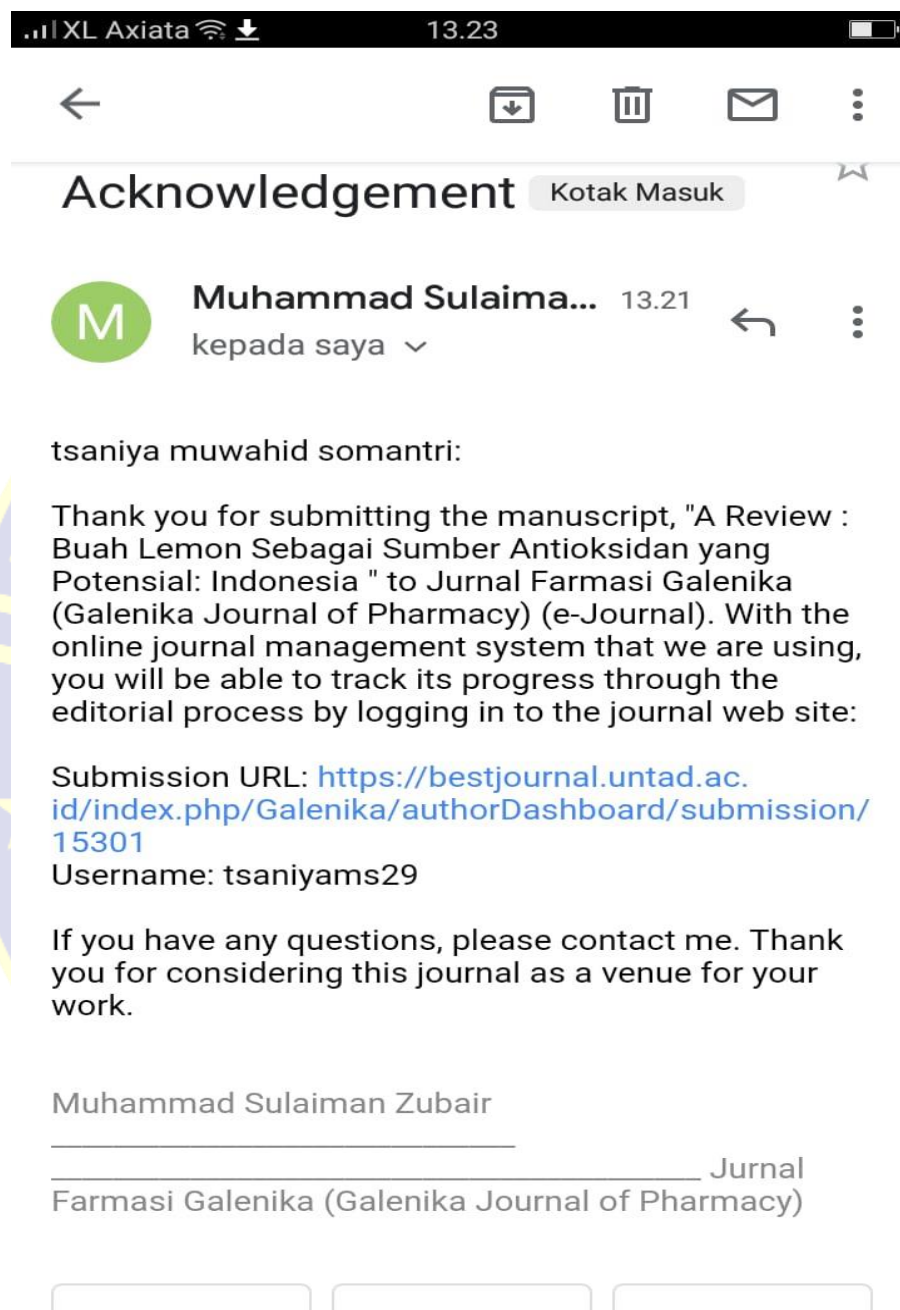 XL Axiata 13.23
Acknowledgement Kotak Masuk
M
Muhammad Sulaima... 13.21
kepada saya
tsaniya muwahid somantri:
Thank you for submitting the manuscript, "A Review :
Buah Lemon Sebagai Sumber Antioksidan yang
Potensial: Indonesia " to Jurnal Farmasi Galenika
(Galenika Journal of Pharmacy) (e-Journal). With the
online journal management system that we are using,
you will be able to track its progress through the
editorial process by logging in to the journal web site:
Submission URL: https://bestjournal.untad.ac.
id/index.php/Galenika/authorDashboard/submission/
15301
Username: tsaniyams29
If you have any questions, please contact me. Thank
you for considering this journal as a venue for your
work.
Muhammad Sulaiman Zubair
______________________________
__________________________________________ Jurnal
Farmasi Galenika (Galenika Journal of Pharmacy)